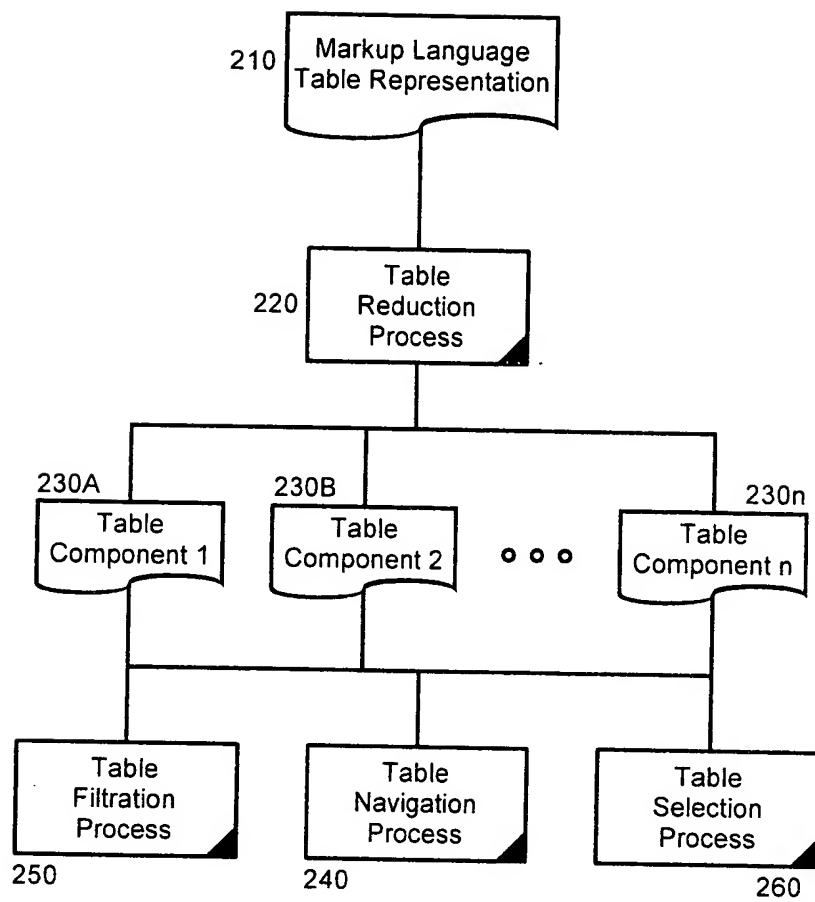 210
Markup Language
Table Representation
220
Table
Reduction
Process
230A
Table
Component 1
230B
Table
Component 2
230n
Table
Component n
Table
Filtration
Process
250
Table
Navigation
Process
240
Table
Selection
Process
260